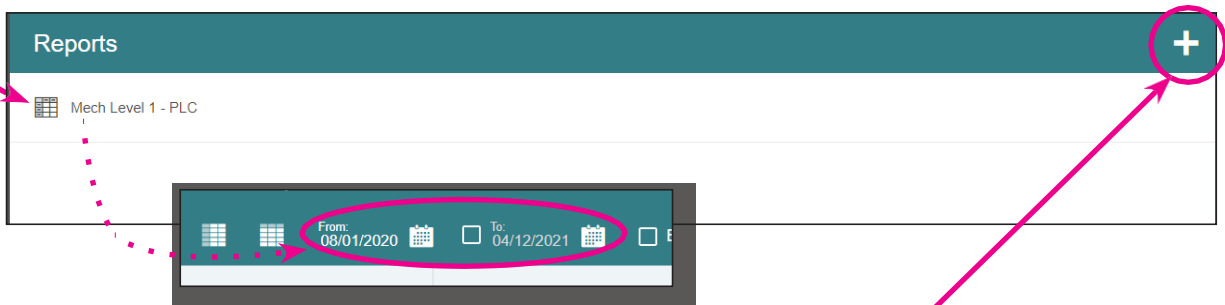 Reports
+
Mech Level 1 - PLC
From:
08/01/2020
To:
04/12/2021